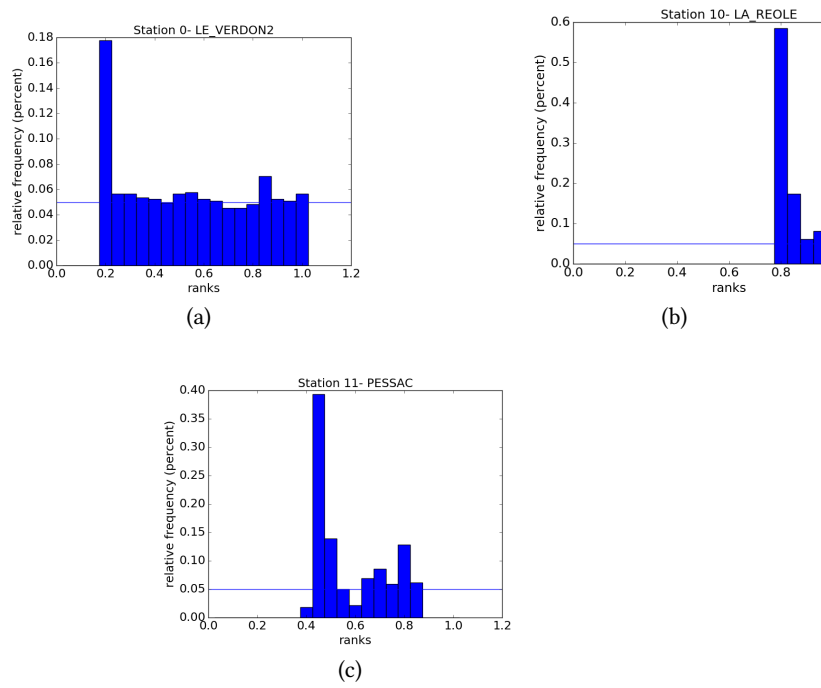 Station 0- LE_VERDON2
0.18
0.16
0.14
0.12
0.10
0.08
0.06
0.04
0.02
0.00
relative frequency (percent)
0.0 0.2 0.4 0.6 0.8 1.0 1.2
ranks
(a)
Station 10- LA_REOLE
0.6
0.5
0.4
0.3
0.2
0.1
0.0
relative frequency (percent)
0.0 0.2 0.4 0.6 0.8
ranks
(b)
Station 11- PESSAC
0.40
0.35
0.30
0.25
0.20
0.15
0.10
0.05
0.00
relative frequency (percent)
0.0 0.2 0.4 0.6 0.8 1.0 1.2
ranks
(c)